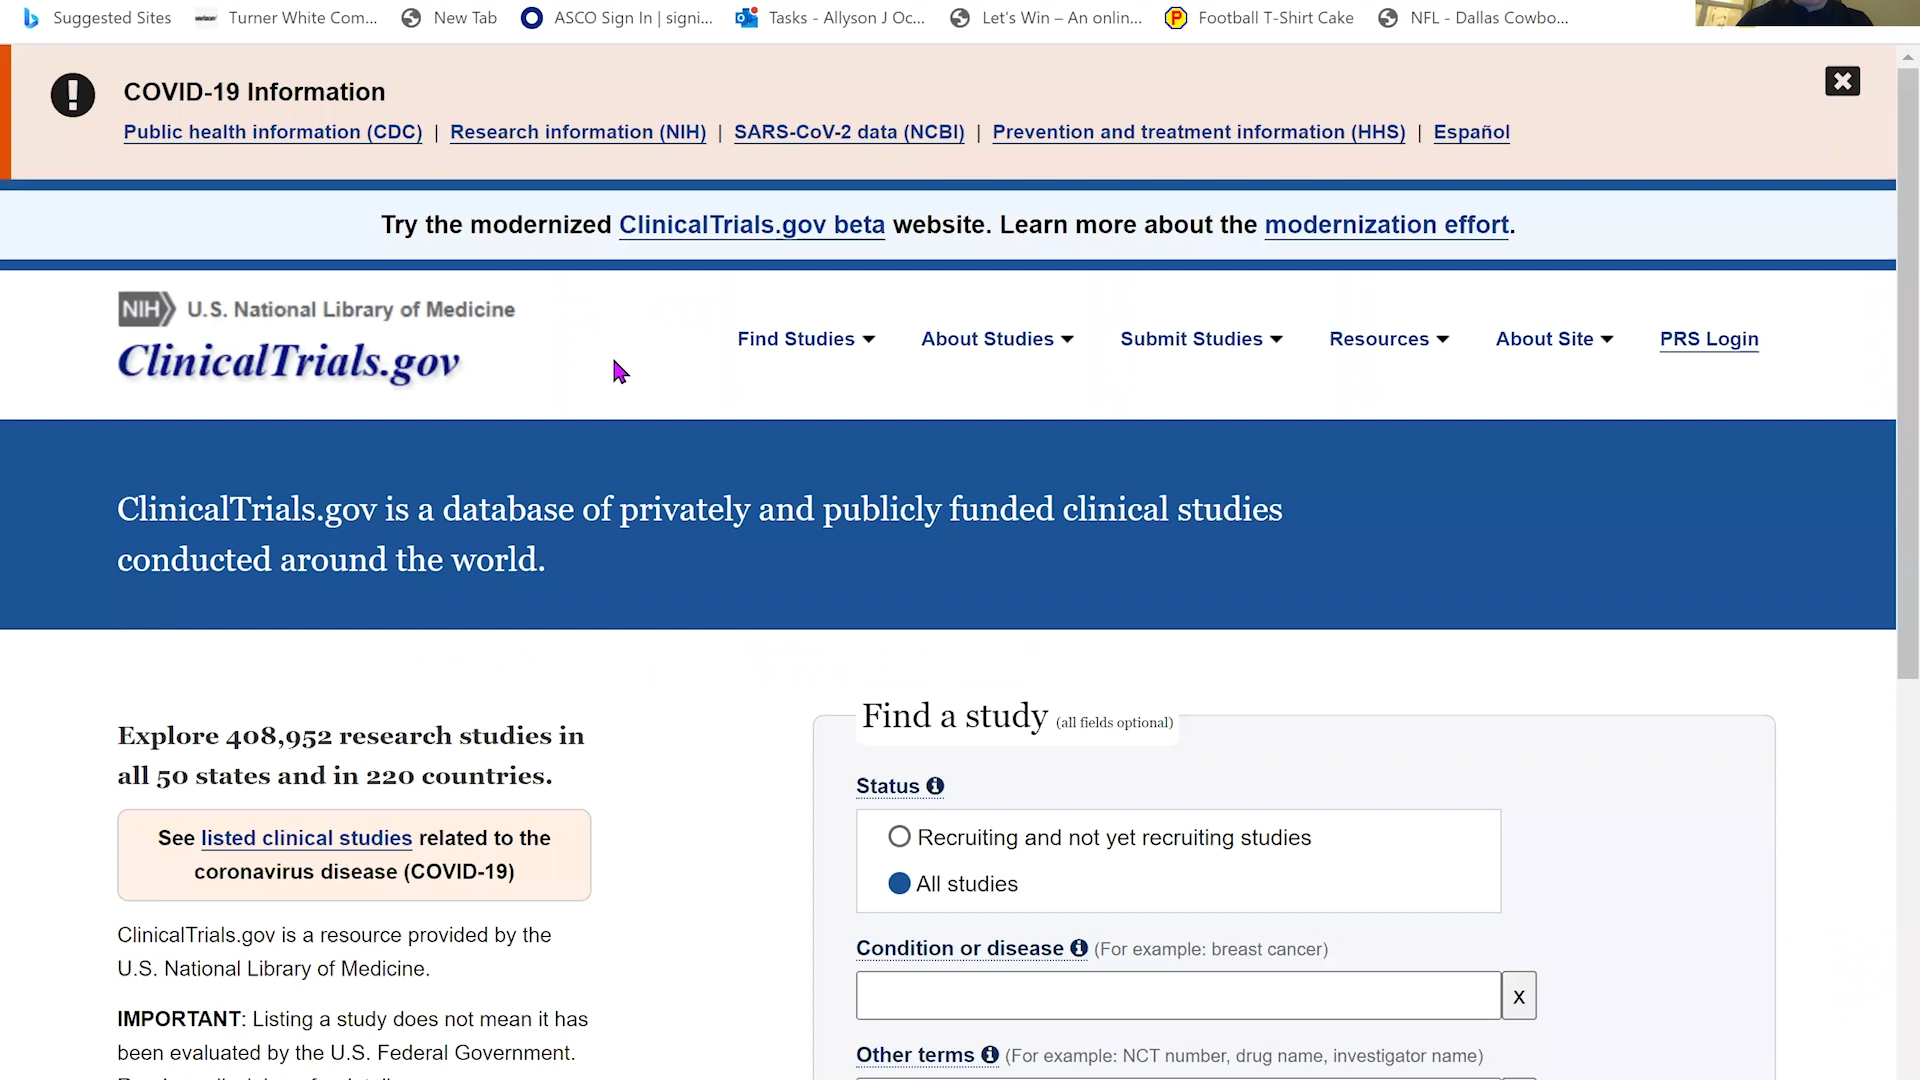 Suggested Sites Turner White Com... New Tab ASCO Sign In | signi... Tasks - Allyson J Oc... Let's Win – An onlin... Football T-Shirt Cake NFL - Dallas Cowbo...
COVID-19 Information
Public health information (CDC) | Research information (NIH) | SARS-CoV-2 data (NCBI) | Prevention and treatment information (HHS) | Español
Try the modernized ClinicalTrials.gov beta website. Learn more about the modernization effort.
NIH U.S. National Library of Medicine
ClinicalTrials.gov
Find Studies About Studies Submit Studies Resources About Site PRS Login
ClinicalTrials.gov is a database of privately and publicly funded clinical studies
conducted around the world.
Explore 408,952 research studies in
all 50 states and in 220 countries.
See listed clinical studies related to the
coronavirus disease (COVID-19)
ClinicalTrials.gov is a resource provided by the
U.S. National Library of Medicine.
IMPORTANT: Listing a study does not mean it has
been evaluated by the U.S. Federal Government.
Find a study (all fields optional)
Status
Recruiting and not yet recruiting studies
All studies
Condition or disease (For example: breast cancer)
x
Other terms (For example: NCT number, drug name, investigator name)